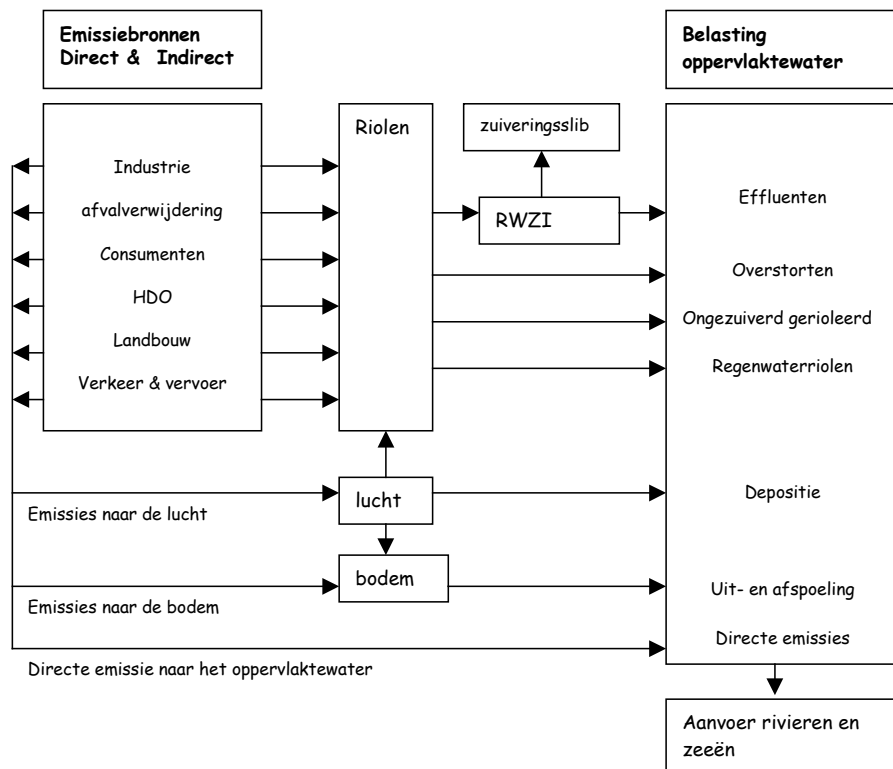 Emissiebronnen
Direct & Indirect
Belasting
oppervlaktewater
Industrie
afvalverwijdering
Consumenten
HDO
Landbouw
Verkeer & vervoer
Riolen
zuiveringsslib
RWZI
Effluenten
Overstorten
Ongezuiverd gerioleerd
Regenwaterriolen
lucht
Depositie
Emissies naar de lucht
bodem
Uit- en afspoeling
Emissies naar de bodem
Directe emissies
Directe emissie naar het oppervlaktewater
Aanvoer rivieren en
zeeën